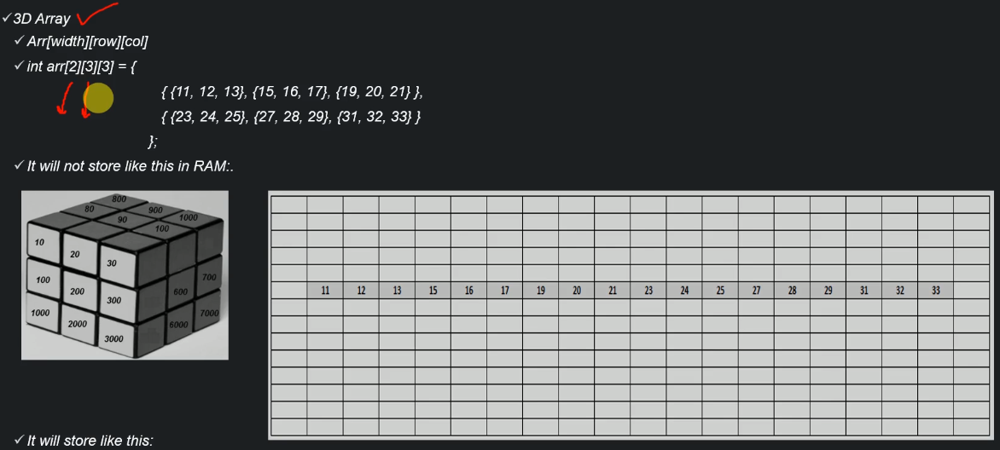 ✓3D Array
✓ Arr[width][row][col]
✓ int arr[2][3][3] = {
{ {11, 12, 13}, {15, 16, 17}, {19, 20, 21} },
{ {23, 24, 25}, {27, 28, 29}, {31, 32, 33} }
};
✓ It will not store like this in RAM:.
800
80 900
90 1000
100
10
20
30
100
200
300
600
700
1000
2000
3000
6000
7000
11 12 13 15 16 17 19 20 21 23 24 25 27 28 29 31 32 33
✓ It will store like this: